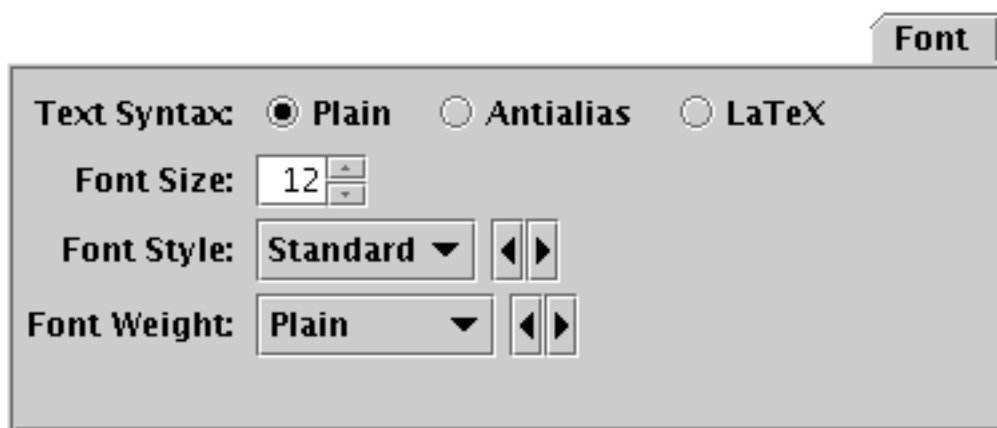 Font
Text Syntax: Plain Antialias LaTeX
Font Size: 12
Font Style: Standard
Font Weight: Plain